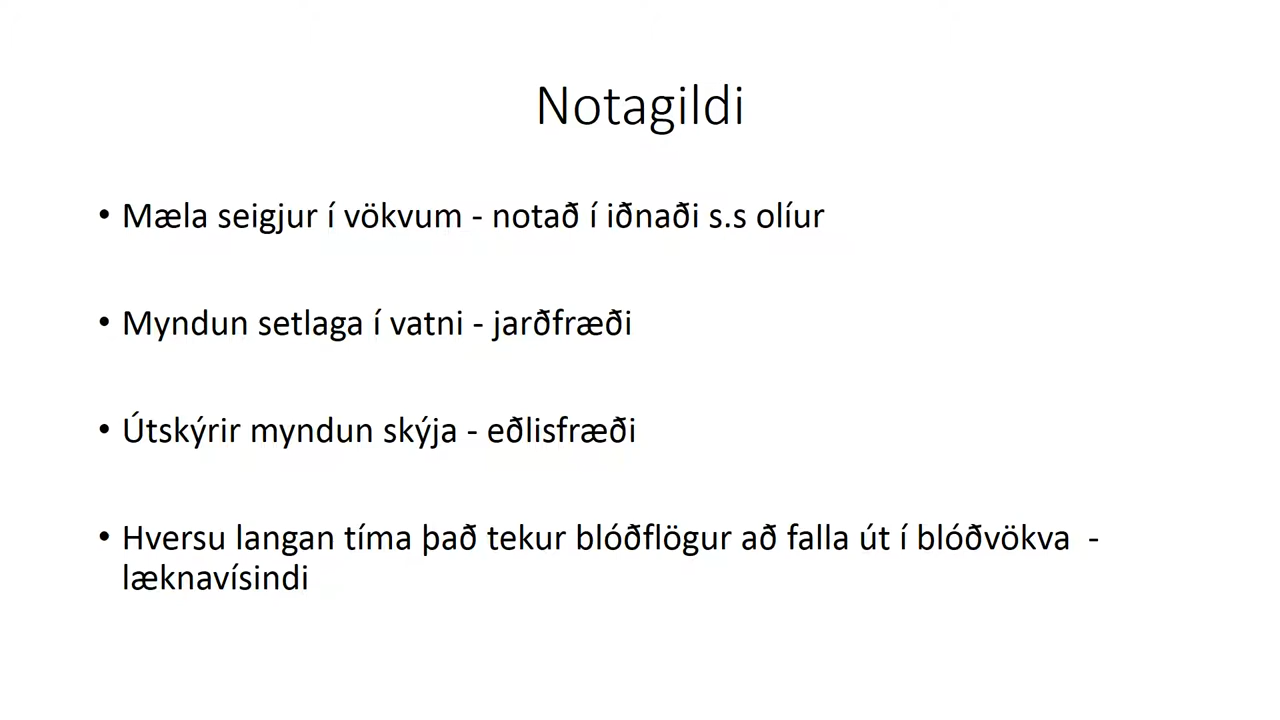 Notagildi
• Mæla seigjur í vökvum - notað í iðnaði s.s olíur
• Myndun setlaga í vatni - jarðfræði
• Útskýrir myndun skýja - eðlisfræði
• Hversu langan tíma það tekur blóðflögur að falla út í blóðvökva -
læknavísindi